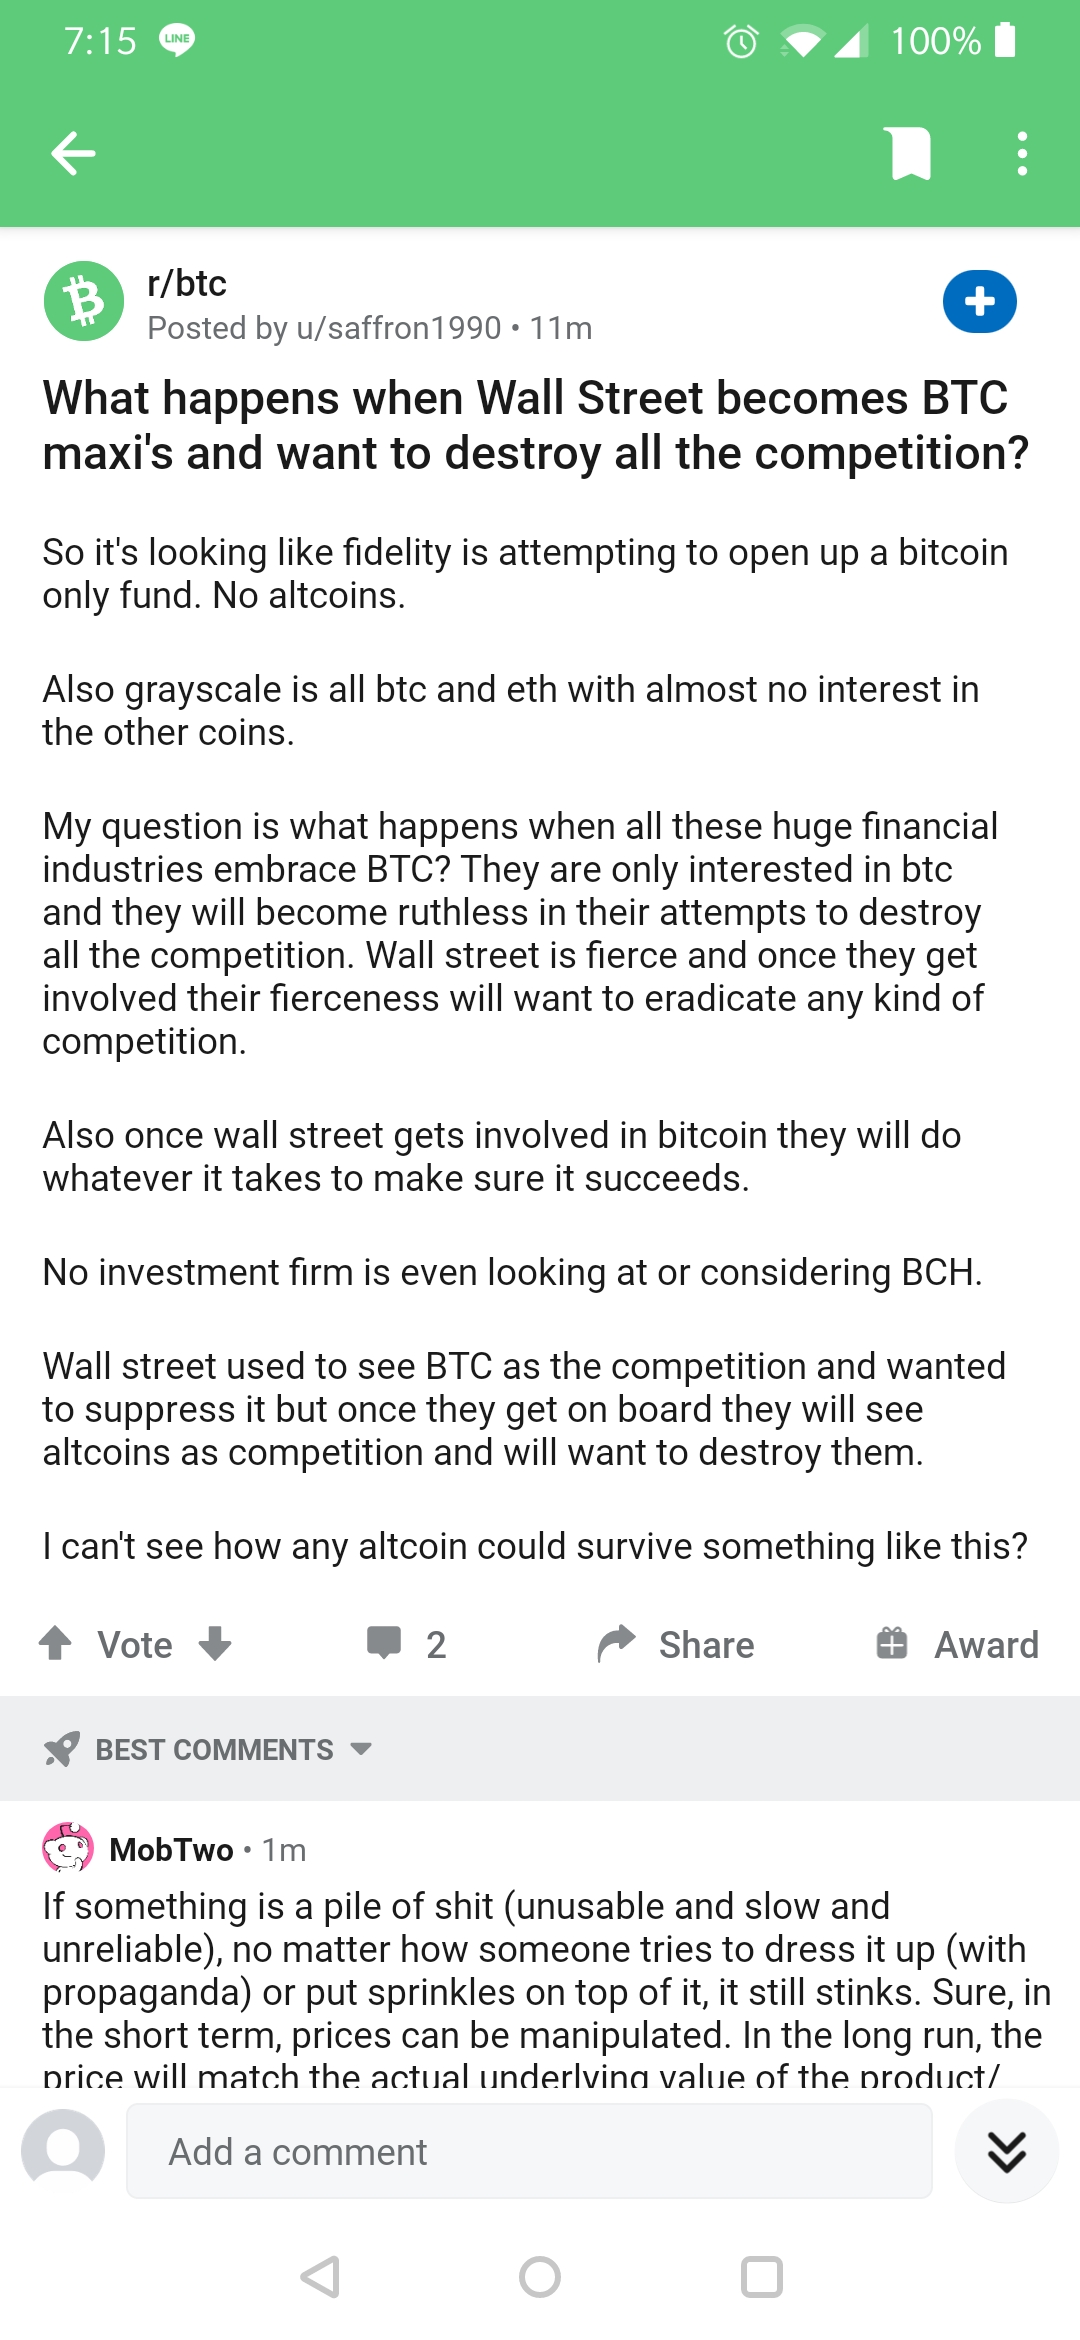 7:15 LINE 100%
r/btc
Posted by u/saffron1990 • 11m
What happens when Wall Street becomes BTC
maxi's and want to destroy all the competition?
So it's looking like fidelity is attempting to open up a bitcoin
only fund. No altcoins.
Also grayscale is all btc and eth with almost no interest in
the other coins.
My question is what happens when all these huge financial
industries embrace BTC? They are only interested in btc
and they will become ruthless in their attempts to destroy
all the competition. Wall street is fierce and once they get
involved their fierceness will want to eradicate any kind of
competition.
Also once wall street gets involved in bitcoin they will do
whatever it takes to make sure it succeeds.
No investment firm is even looking at or considering BCH.
Wall street used to see BTC as the competition and wanted
to suppress it but once they get on board they will see
altcoins as competition and will want to destroy them.
I can't see how any altcoin could survive something like this?
Vote 2 Share Award
BEST COMMENTS
MobTwo • 1m
If something is a pile of shit (unusable and slow and
unreliable), no matter how someone tries to dress it up (with
propaganda) or put sprinkles on top of it, it still stinks. Sure, in
the short term, prices can be manipulated. In the long run, the
price will match the actual underlying value of the product/
Add a comment